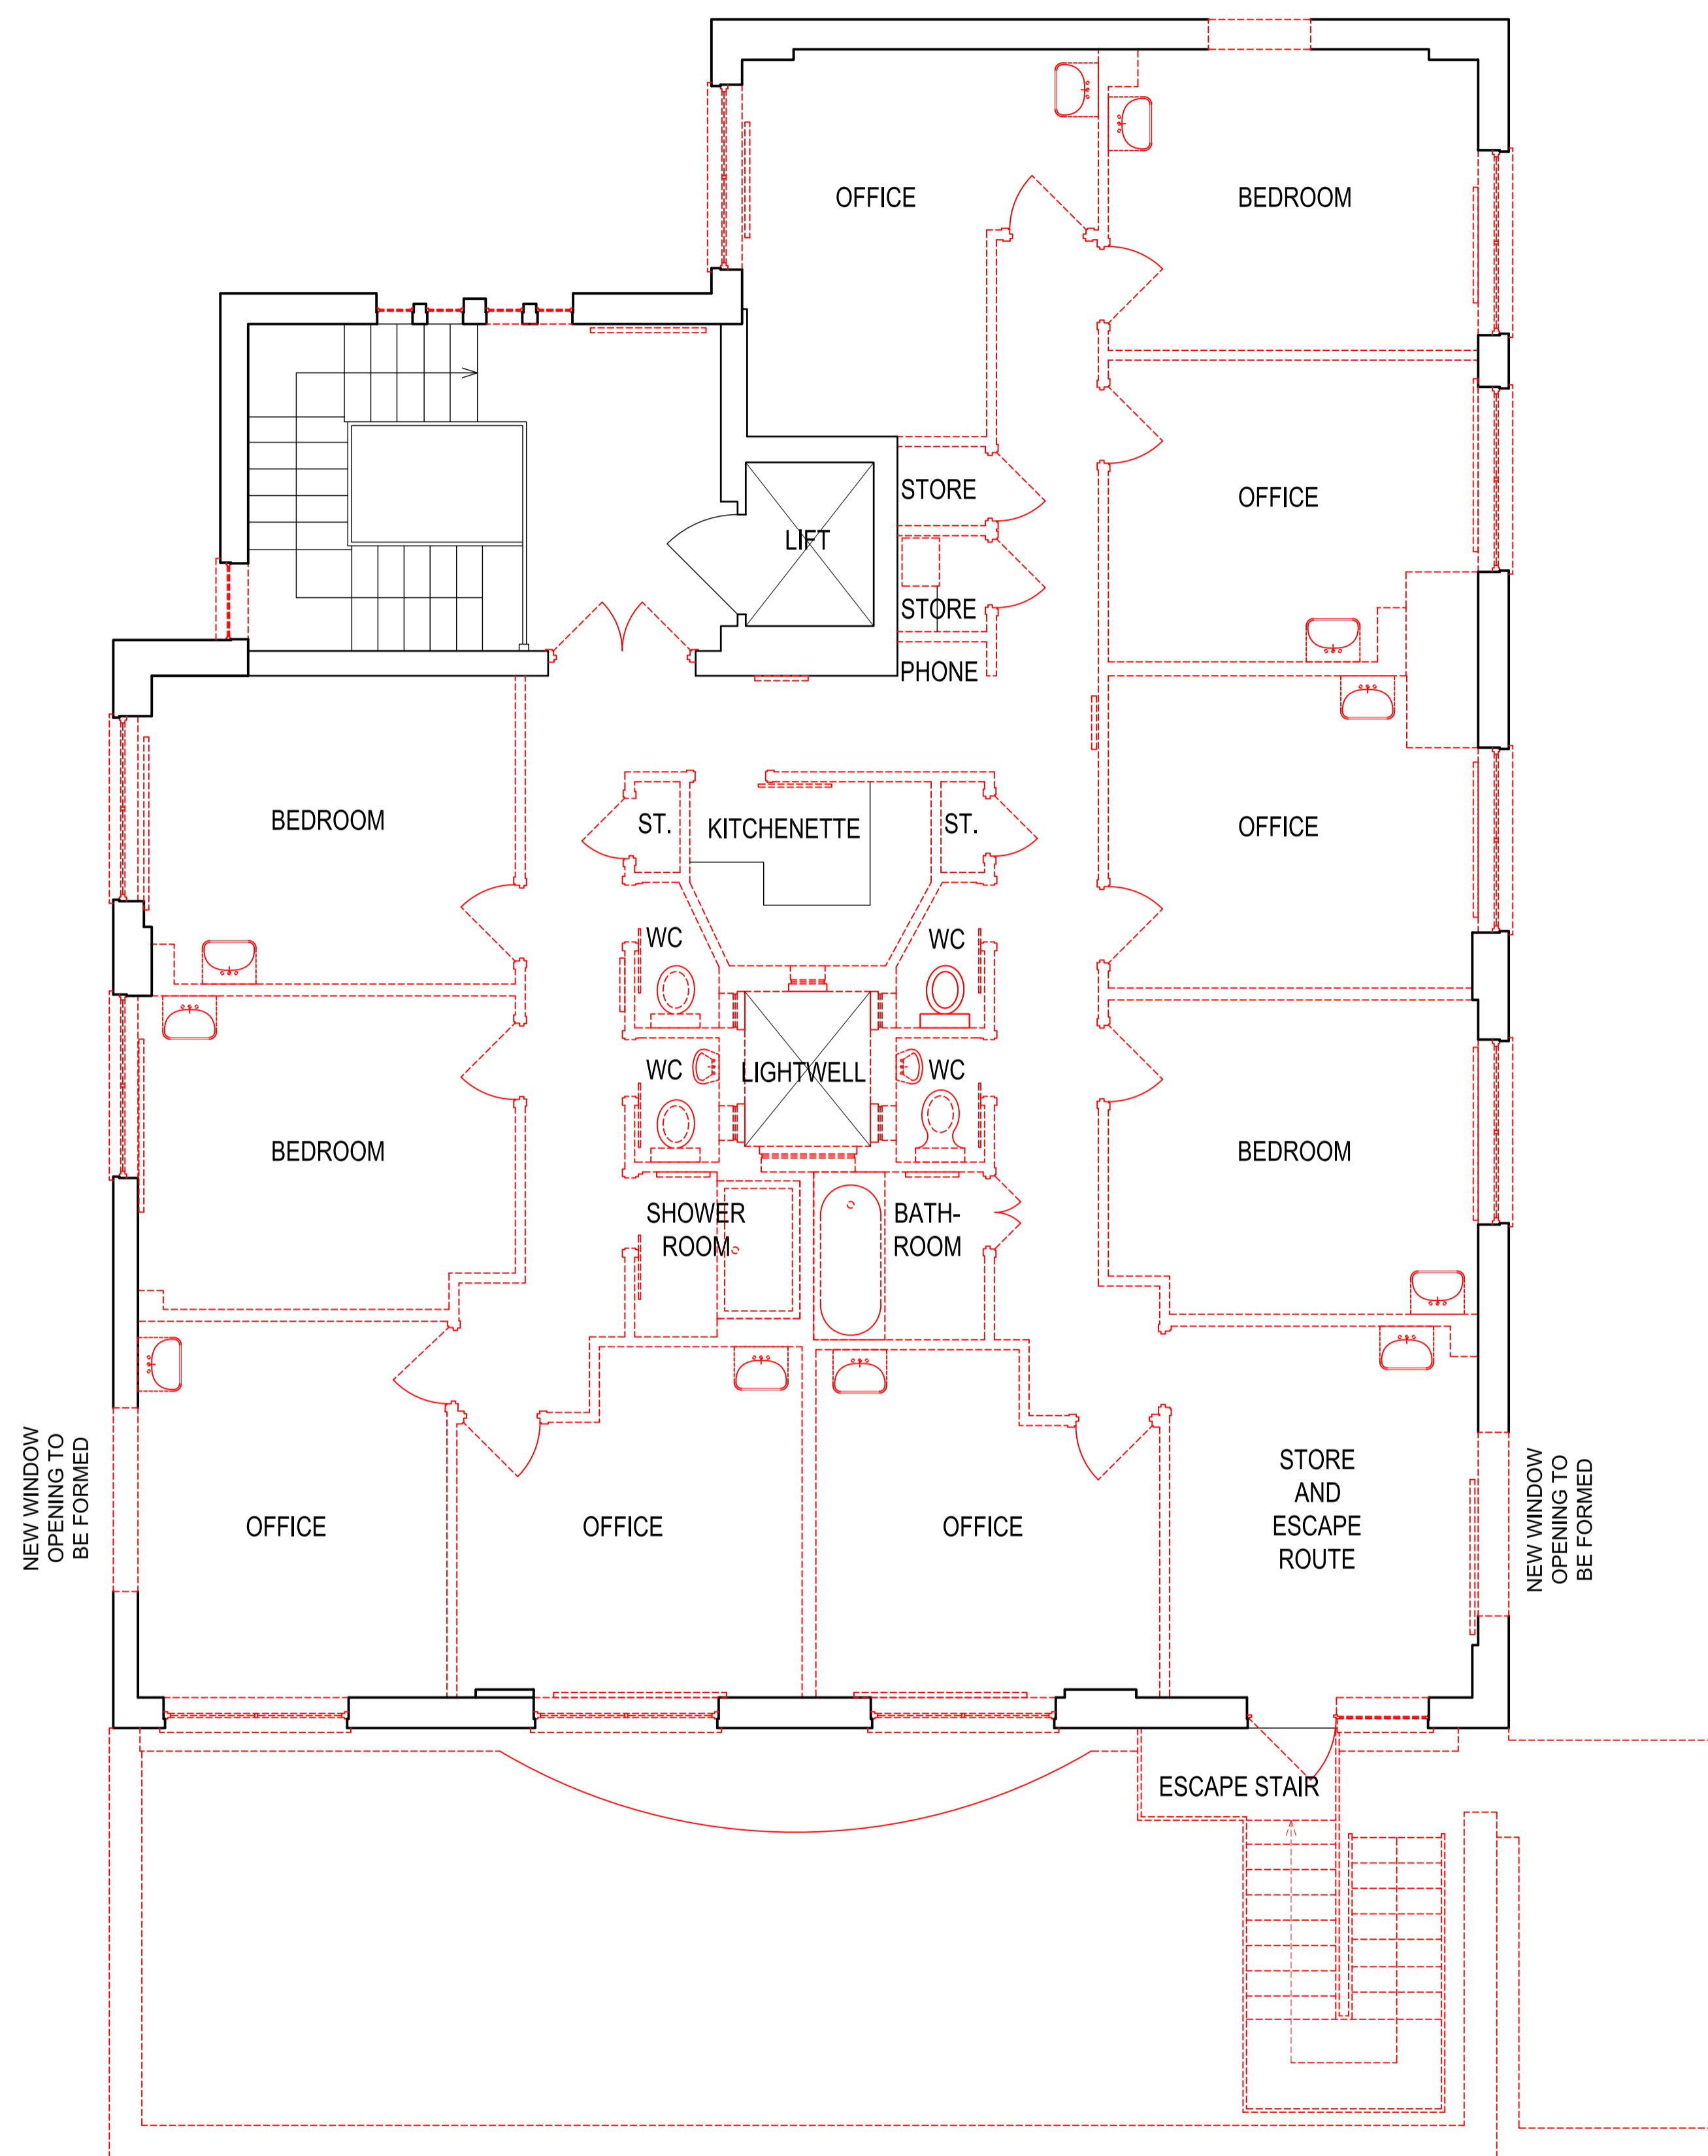 OFFICE
BEDROOM
STORE
OFFICE
LIFT
STORE
PHONE
BEDROOM
ST.
KITCHENETTE
ST.
OFFICE
WC
WC
WC
LIGHTWELL
WC
BEDROOM
BEDROOM
SHOWER
ROOM
BATH-
ROOM
NEW WINDOW
OPENING TO
BE FORMED
OFFICE
OFFICE
OFFICE
STORE
AND
ESCAPE
ROUTE
NEW WINDOW
OPENING TO
BE FORMED
ESCAPE STAIR